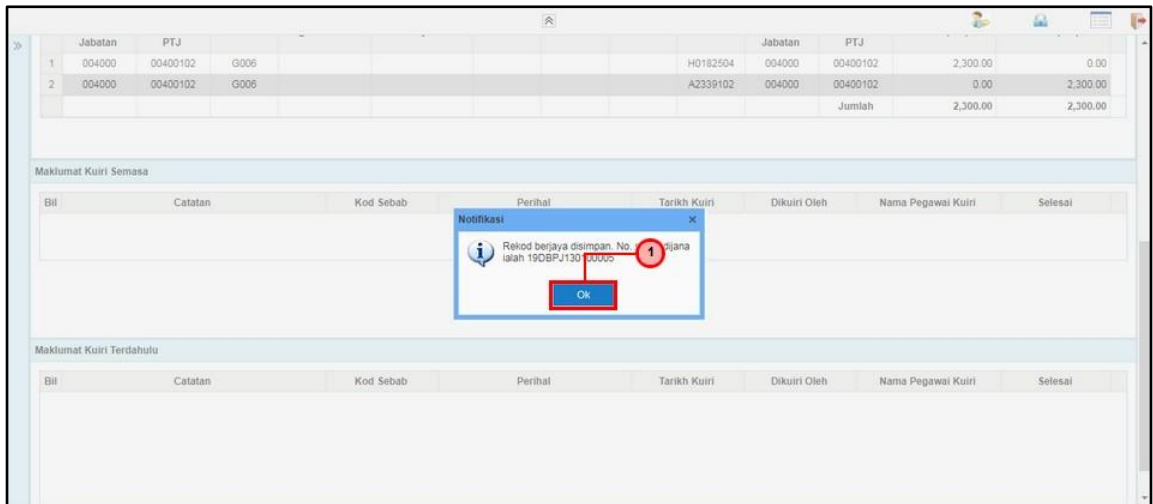 Jabatan PTJ Jabatan PTJ
1 004000 00400102 G006 H0182504 004000 00400102 2,300.00 0.00
2 004000 00400102 G006 A2339102 004000 00400102 0.00 2,300.00
Jumlah 2,300.00 2,300.00
Maklumat Kuiri Semasa
Bil Catatan Kod Sebab Perihal Tarikh Kuiri Dikuiri Oleh Nama Pegawai Kuiri Selesai
Notifikasi
Rekod berjaya disimpan. No. dijana
ialah 19DBPJ130100005
1
Ok
Maklumat Kuiri Terdahulu
Bil Catatan Kod Sebab Perihal Tarikh Kuiri Dikuiri Oleh Nama Pegawai Kuiri Selesai